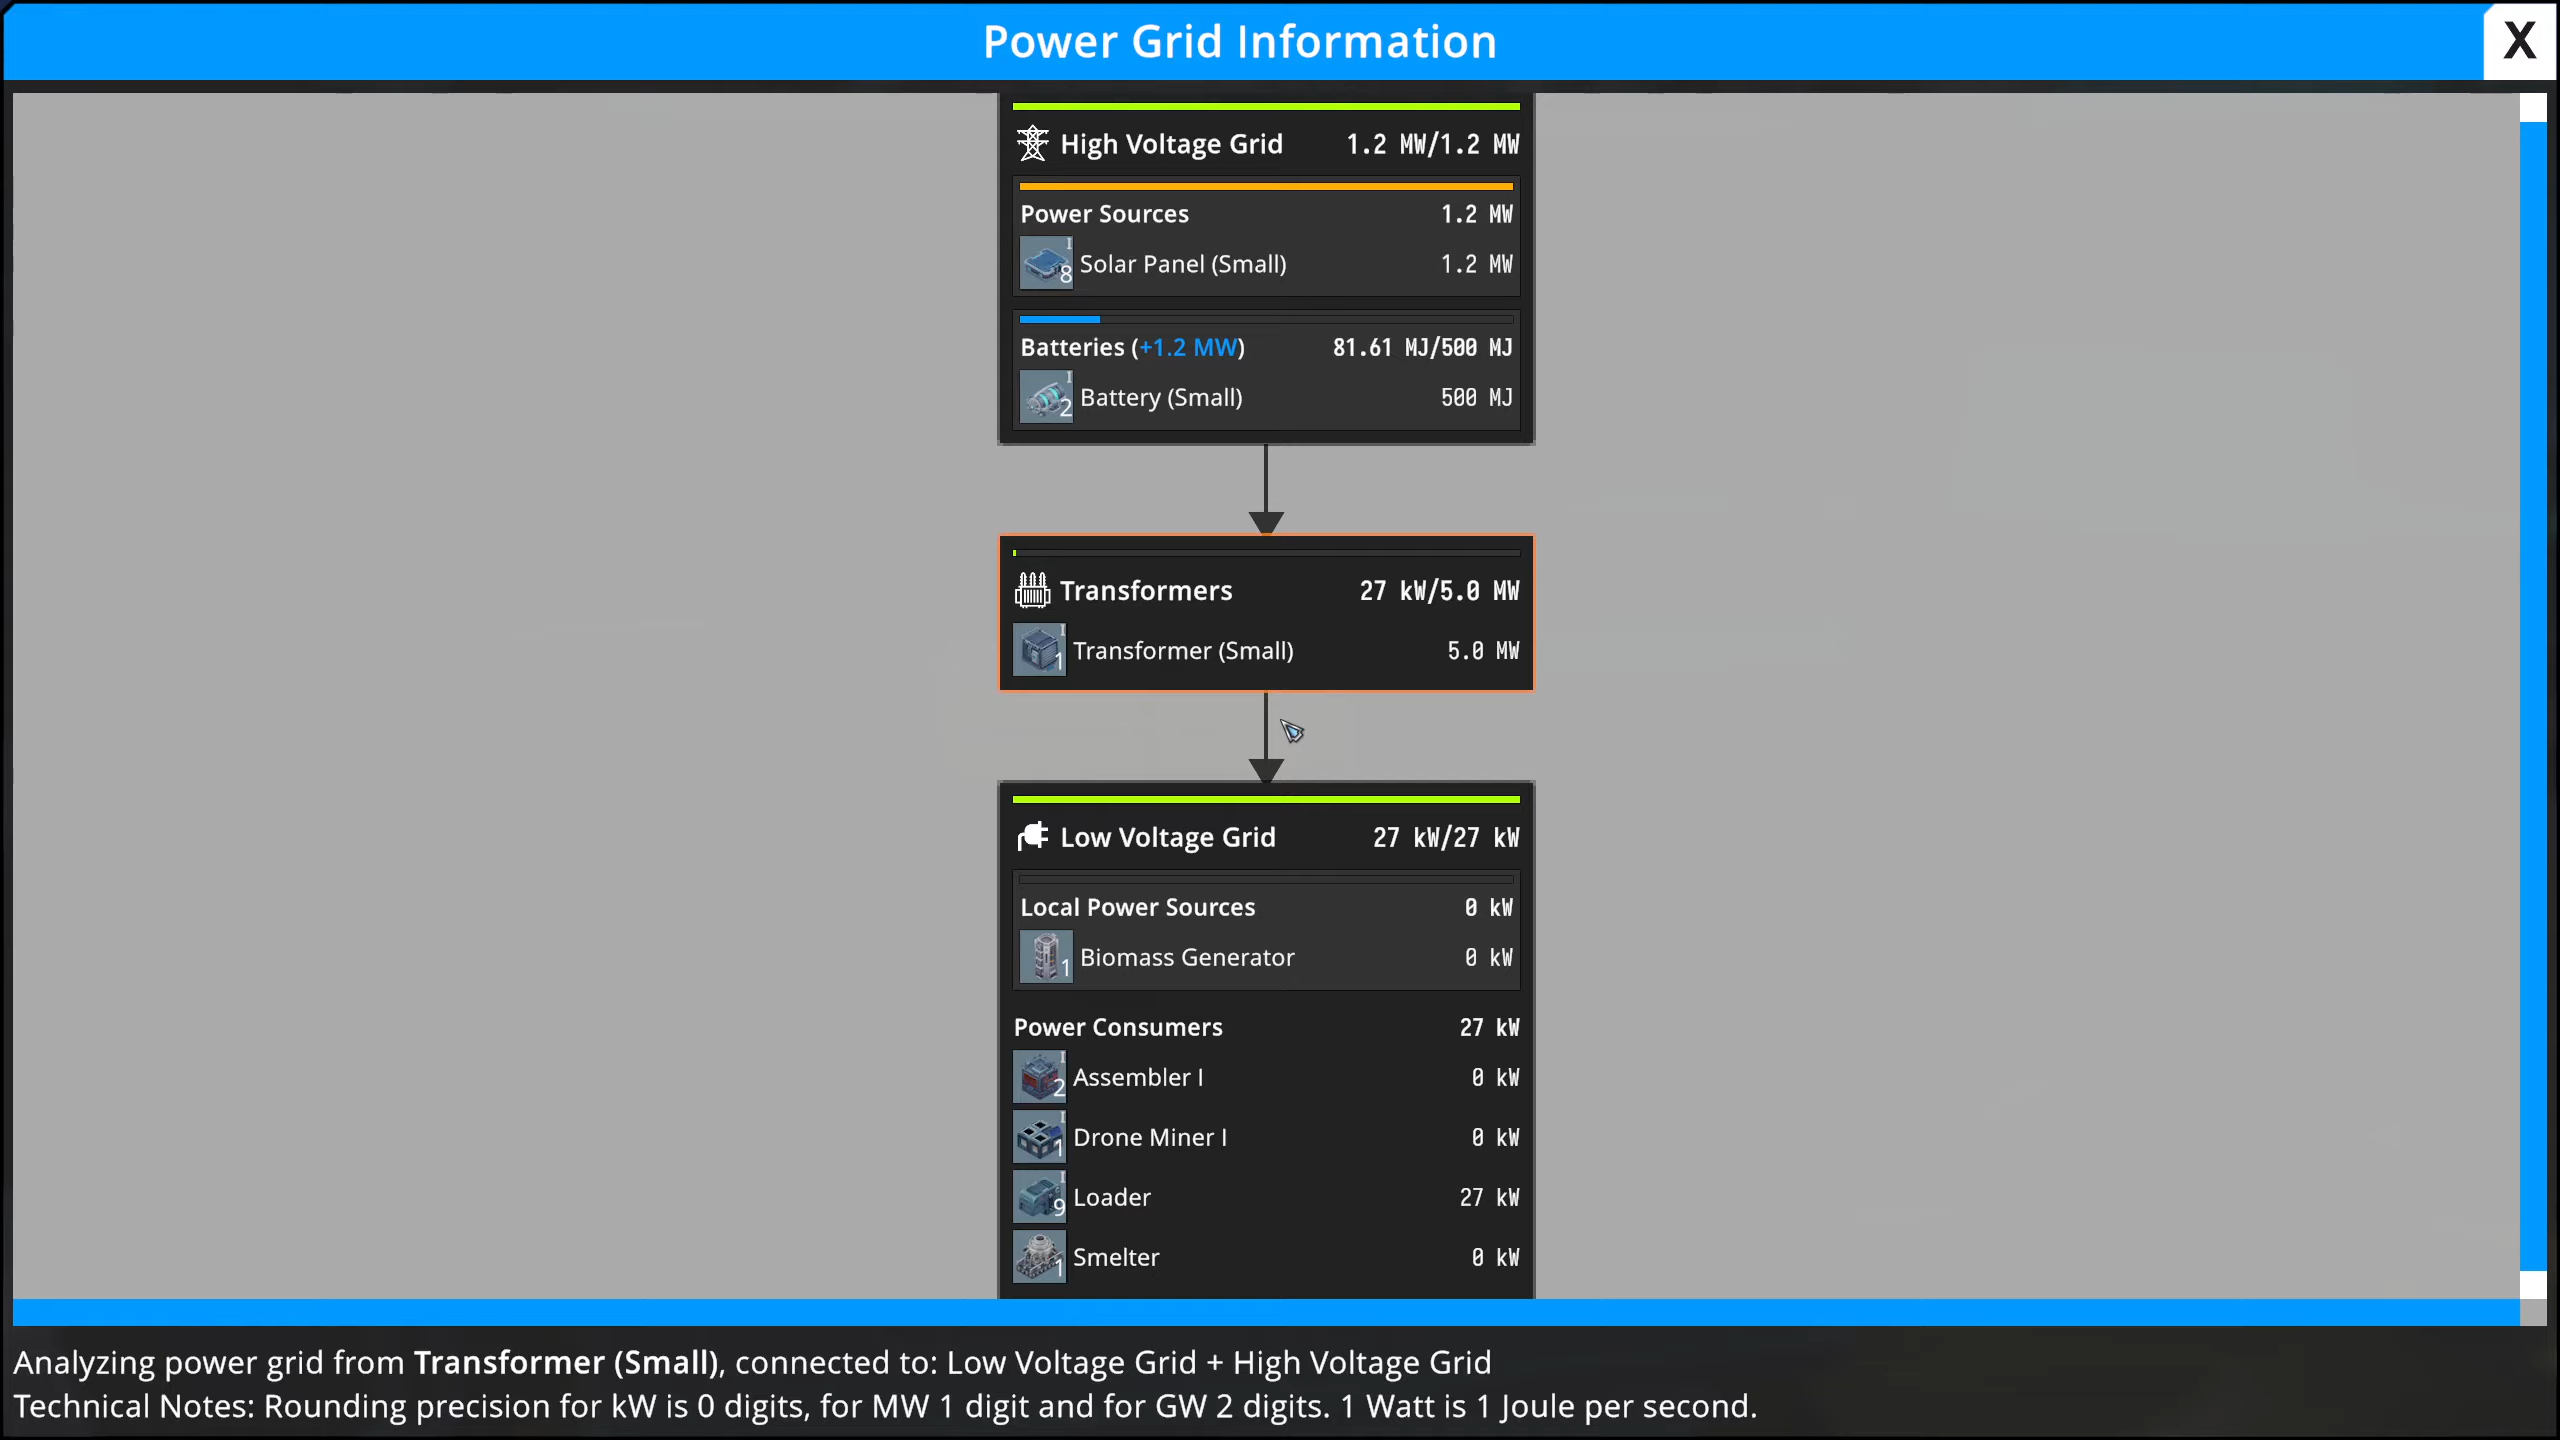 Power Grid Information
X
High Voltage Grid 1.2 MW/1.2 MW
Power Sources 1.2 MW
I 8 Solar Panel (Small) 1.2 MW
Batteries (+1.2 MW) 81.61 MJ/500 MJ
I 2 Battery (Small) 500 MJ
Transformers 27 kW/5.0 MW
I 1 Transformer (Small) 5.0 MW
Low Voltage Grid 27 kW/27 kW
Local Power Sources 0 kW
1 Biomass Generator 0 kW
Power Consumers 27 kW
I 2 Assembler I 0 kW
I 1 Drone Miner I 0 kW
I 9 Loader 27 kW
1 Smelter 0 kW
Analyzing power grid from Transformer (Small), connected to: Low Voltage Grid + High Voltage Grid
Technical Notes: Rounding precision for kW is 0 digits, for MW 1 digit and for GW 2 digits. 1 Watt is 1 Joule per second.